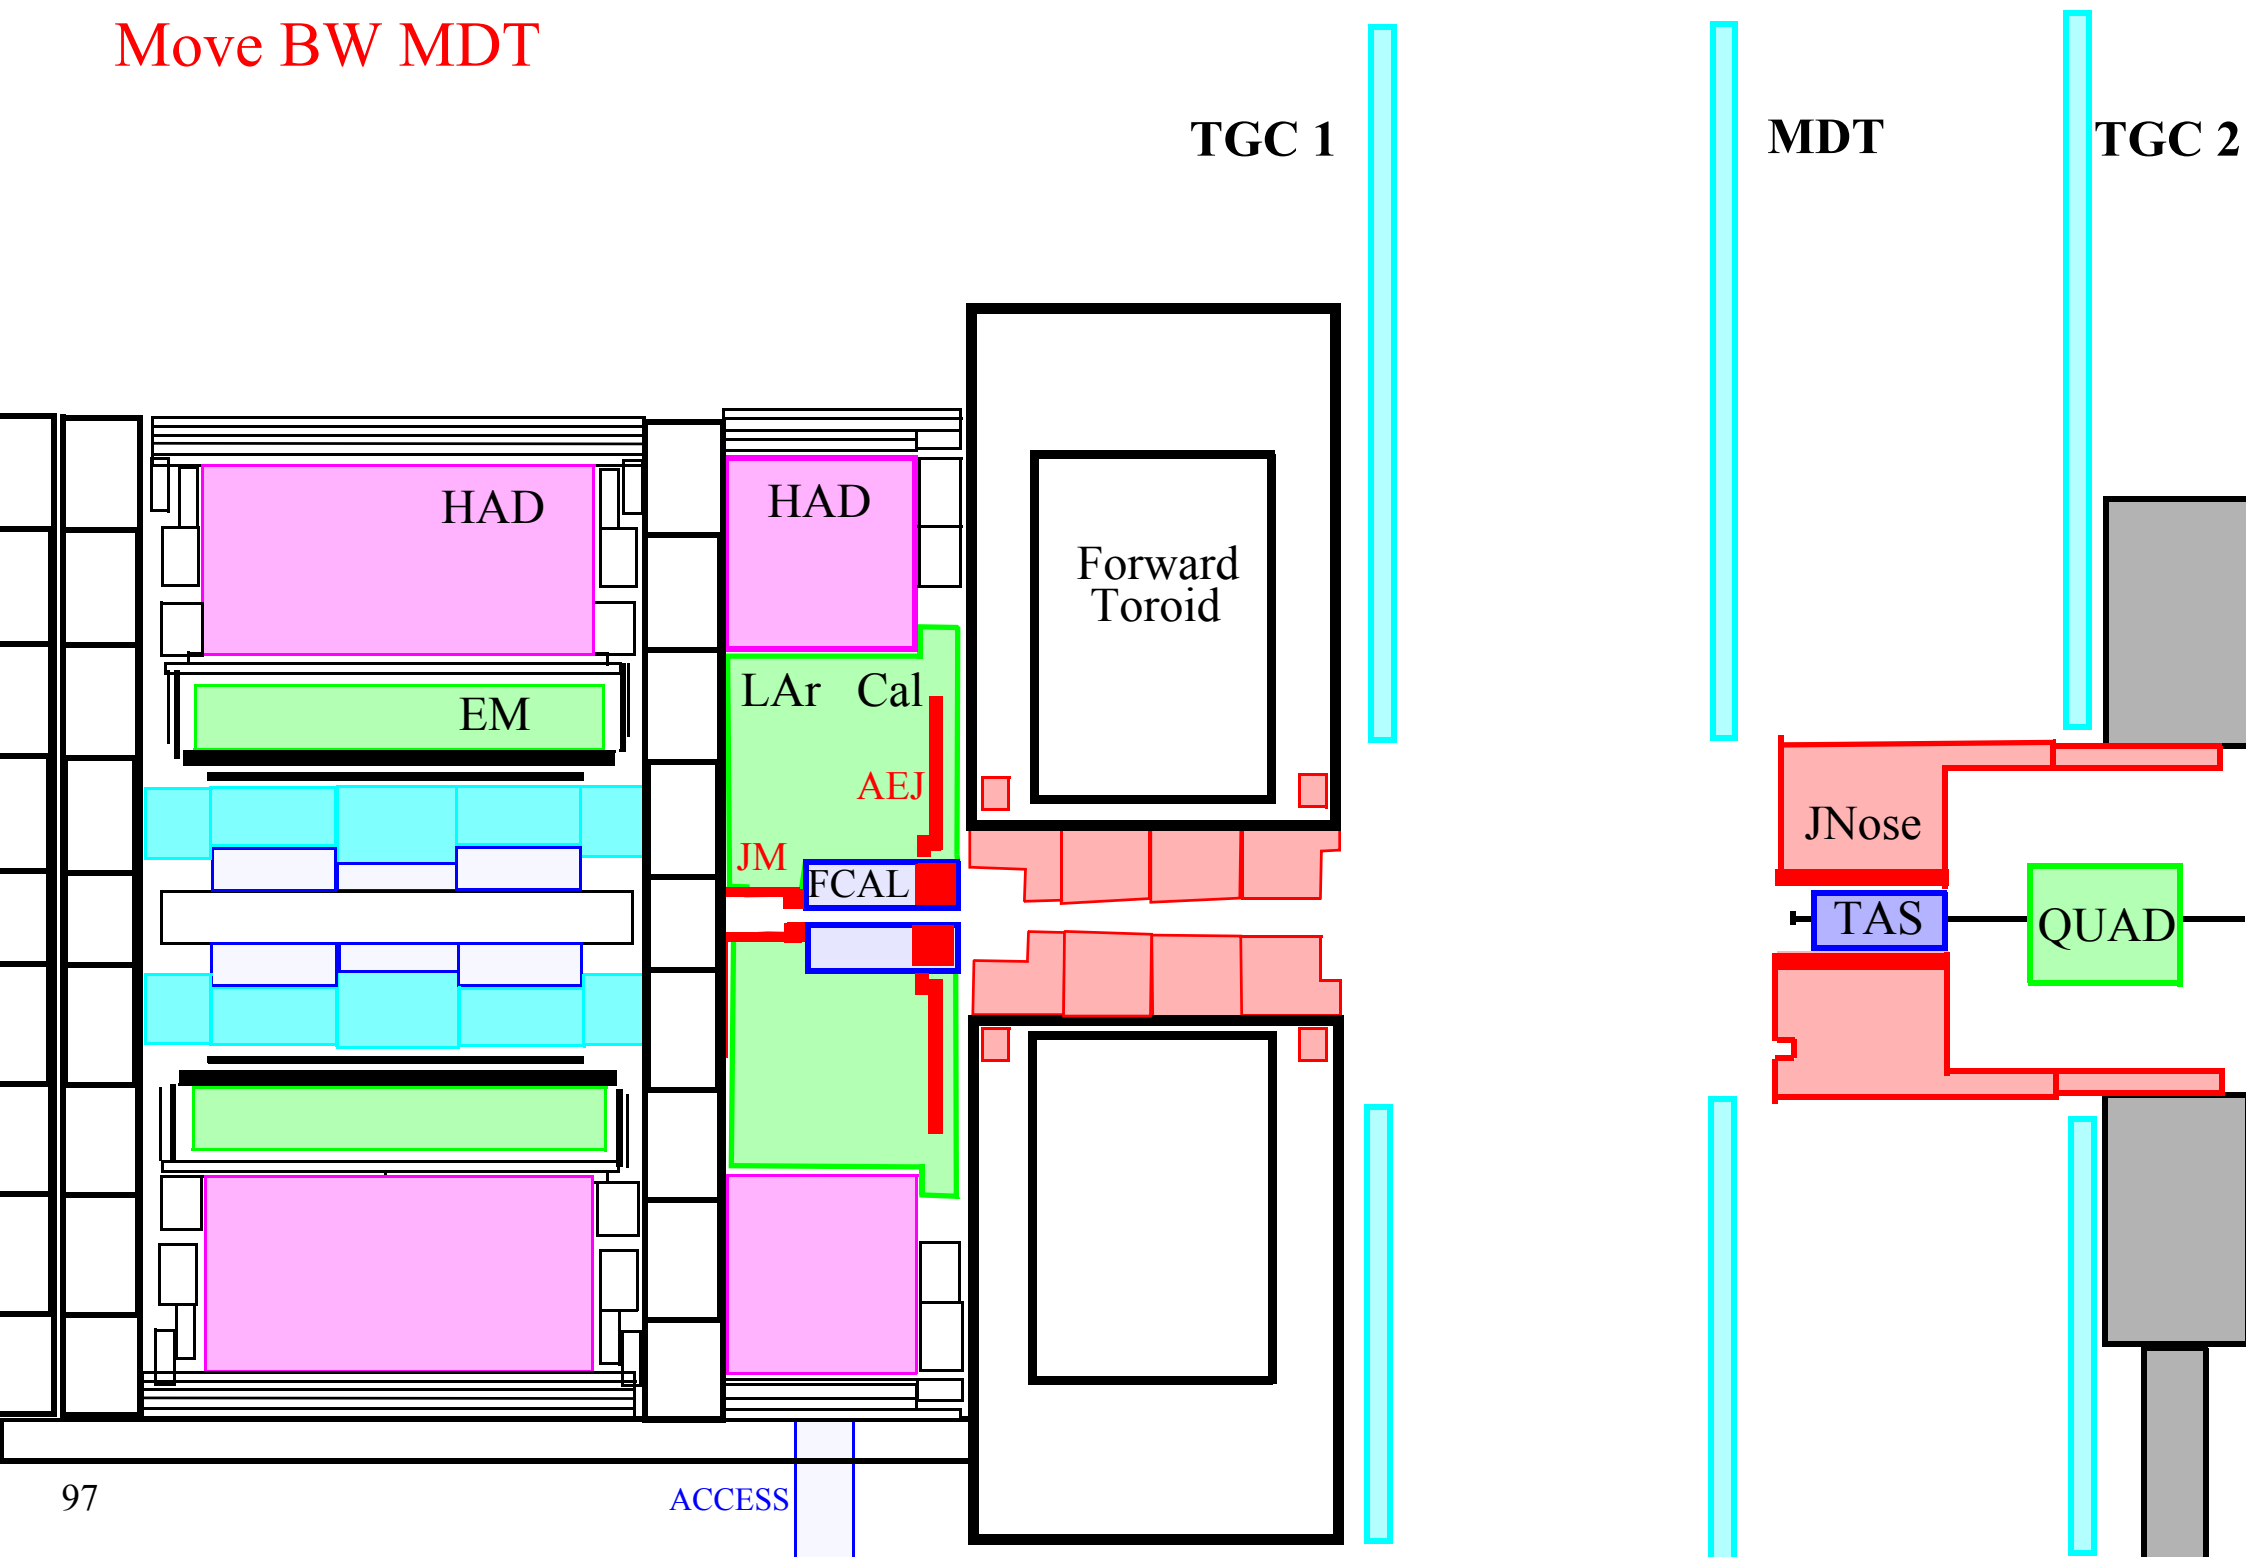 Move BW MDT
TGC 1
MDT
TGC 2
HAD
HAD
Forward
Toroid
LAr Cal
EM
AEJ
JM
FCAL
JNose
TAS
QUAD
97
ACCESS